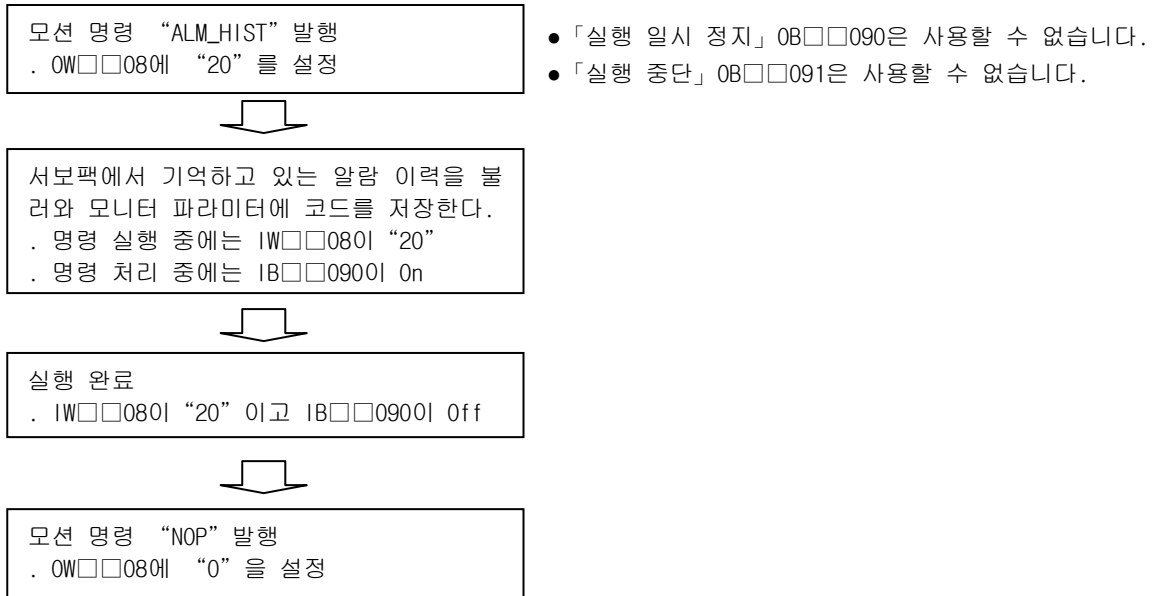 모션 명령 “ALM_HIST” 발행
. OW□□08에 “20”를 설정
●「실행 일시 정지」OB□□090은 사용할 수 없습니다.
●「실행 중단」OB□□091은 사용할 수 없습니다.
서보팩에서 기억하고 있는 알람 이력을 불
러와 모니터 파라미터에 코드를 저장한다.
. 명령 실행 중에는 IW□□08이 “20”
. 명령 처리 중에는 IB□□090이 On
실행 완료
. IW□□08이 “20”이고 IB□□090이 Off
모션 명령 “NOP” 발행
. OW□□08에 “0”을 설정